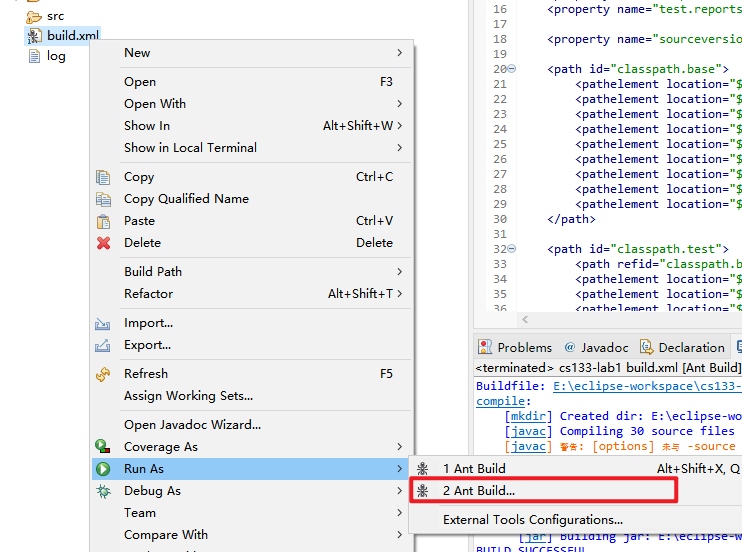 src
build.xml
log
New
Open F3
Open With
Show In Alt+Shift+W
Show in Local Terminal
Copy Ctrl+C
Copy Qualified Name
Paste Ctrl+V
Delete Delete
Build Path
Refactor Alt+Shift+T
Import...
Export...
Refresh F5
Assign Working Sets...
Open Javadoc Wizard...
Coverage As
Run As
Debug As
Team
Compare With
1 Ant Build Alt+Shift+X, Q
2 Ant Build...
External Tools Configurations...
16 <property name="test.reports
17
18 <property name="sourceversio
19
20 <path id="classpath.base">
21 <pathelement location="$
22 <pathelement location="$
23 <pathelement location="$
24 <pathelement location="$
25 <pathelement location="$
26 <pathelement location="$
27 <pathelement location="$
28 <pathelement location="$
29 <pathelement location="$
30 </path>
31
32 <path id="classpath.test">
33 <path refid="classpath.b
34 <pathelement location="$
35 <pathelement location="$
36
Problems @ Javadoc Declaration
<terminated> cs133-lab1 build.xml [Ant Build]
Buildfile: E:\eclipse-workspace\cs133-
compile:
[mkdir] Created dir: E:\eclipse-wo
[javac] Compiling 30 source files
[javac] 警告: [options] 未与 -source
[jar] Building jar: E:\eclipse-wo
BUILD SUCCESSFUL